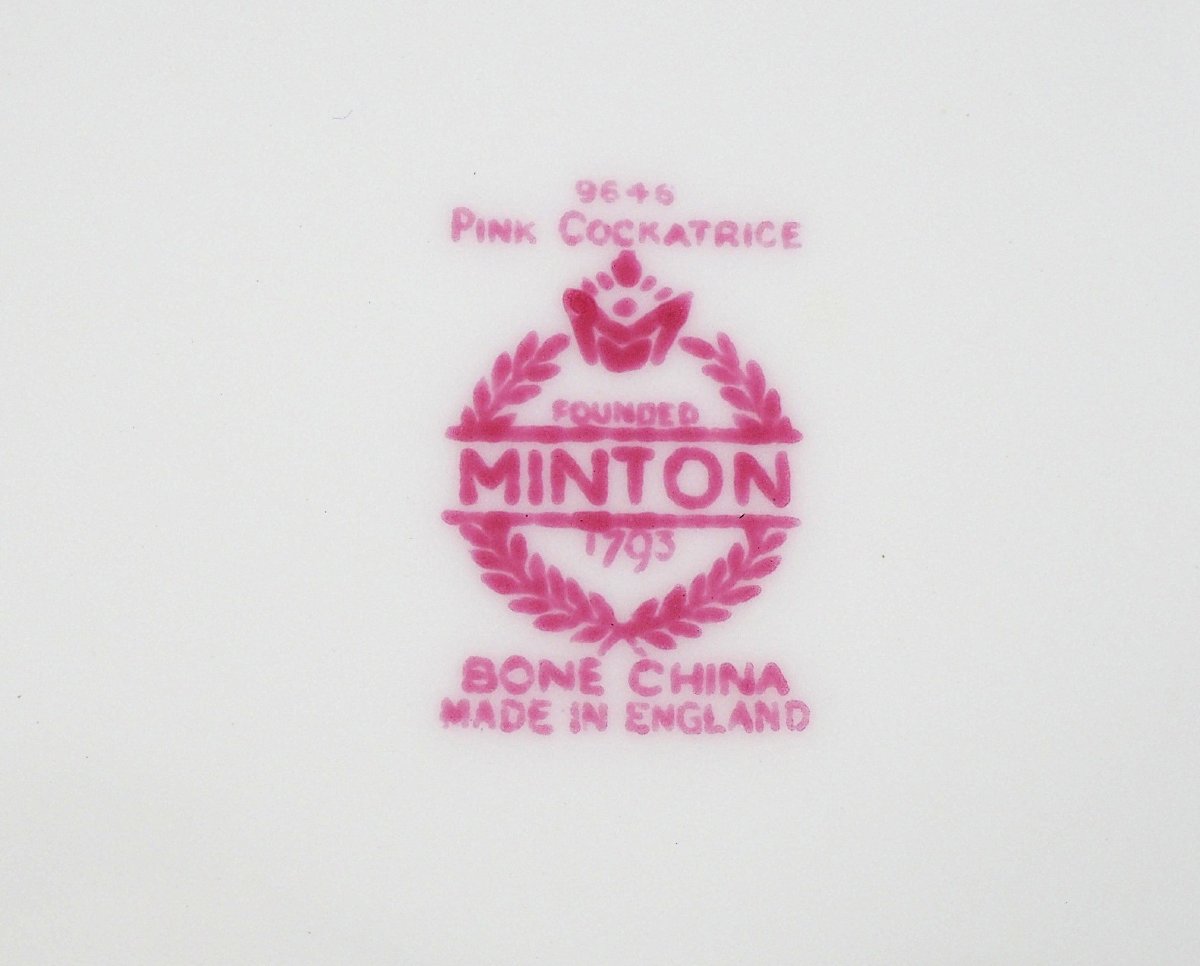 9646
PINK COCKATRICE
FOUNDED
MINTON
1793
BONE CHINA
MADE IN ENGLAND